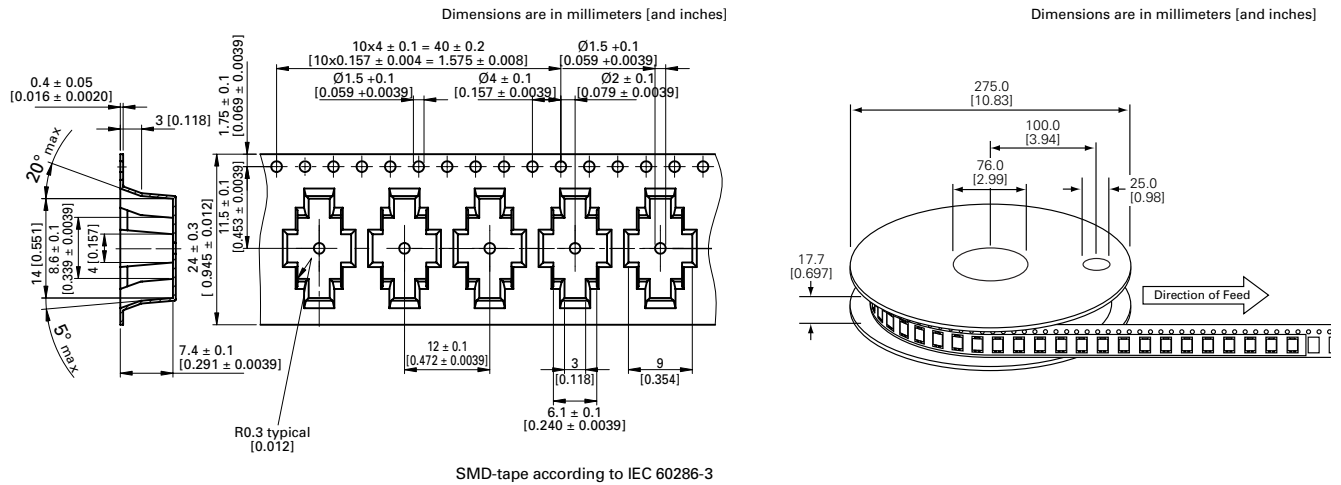 Dimensions are in millimeters [and inches]
10x4 ± 0.1 = 40 ± 0.2
[10x0.157 ± 0.004 = 1.575 ± 0.008]
Ø1.5 +0.1
[0.059 +0.0039]
Ø1.5 +0.1
[0.059 +0.0039]
Ø4 ± 0.1
[0.157 ± 0.0039]
Ø2 ± 0.1
[0.079 ± 0.0039]
0.4 ± 0.05
[0.016 ± 0.0020]
3 [0.118]
1.75 ± 0.1
[0.069 ± 0.0039]
20° max
14 [0.551]
8.6 ± 0.1
[0.339 ± 0.0039]
4 [0.157]
24 ± 0.3
[ 0.945 ± 0.012]
11.5 ± 0.1
[0.453 ± 0.0039]
5° max
7.4 ± 0.1
[0.291 ± 0.0039]
12 ± 0.1
[0.472 ± 0.0039]
3
[0.118]
9
[0.354]
6.1 ± 0.1
[0.240 ± 0.0039]
R0.3 typical
[0.012]
SMD-tape according to IEC 60286-3
Dimensions are in millimeters [and inches]
275.0
[10.83]
100.0
[3.94]
76.0
[2.99]
25.0
[0.98]
17.7
[0.697]
Direction of Feed